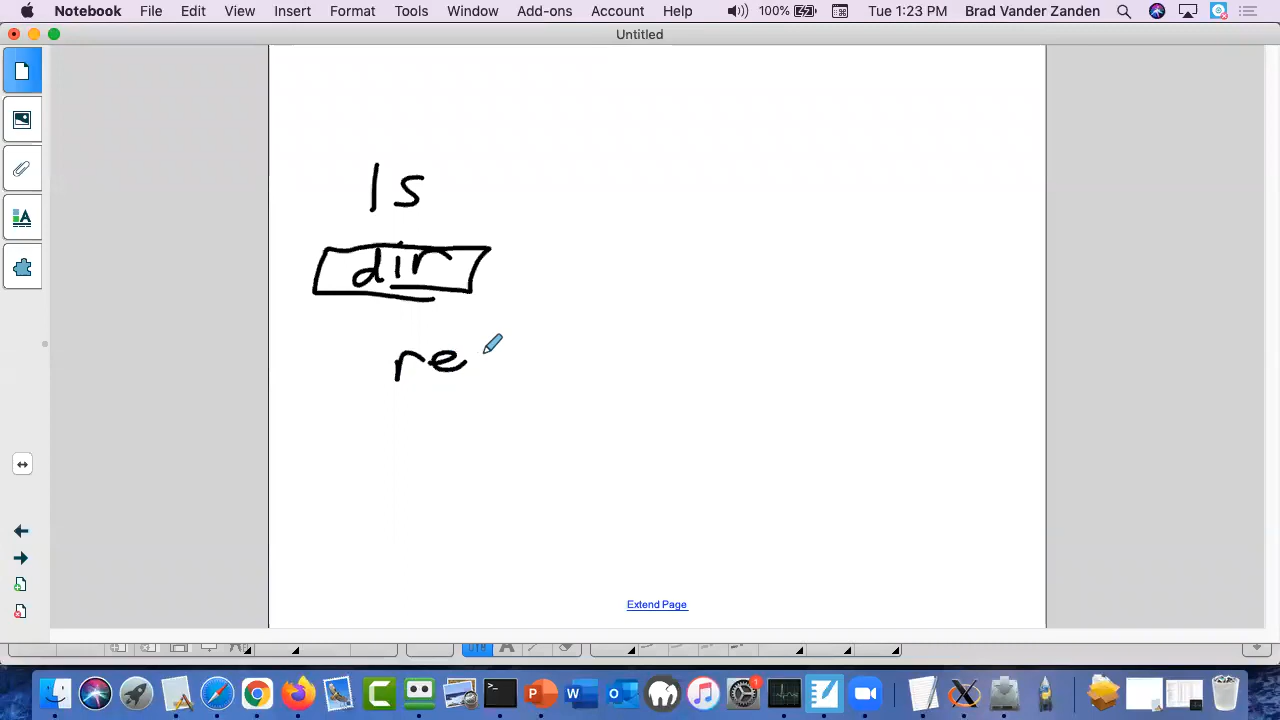 Notebook File Edit View Insert Format Tools Window Add-ons Account Help 100% Tue 1:23 PM Brad Vander Zanden
Untitled
ls
dir
re
Extend Page